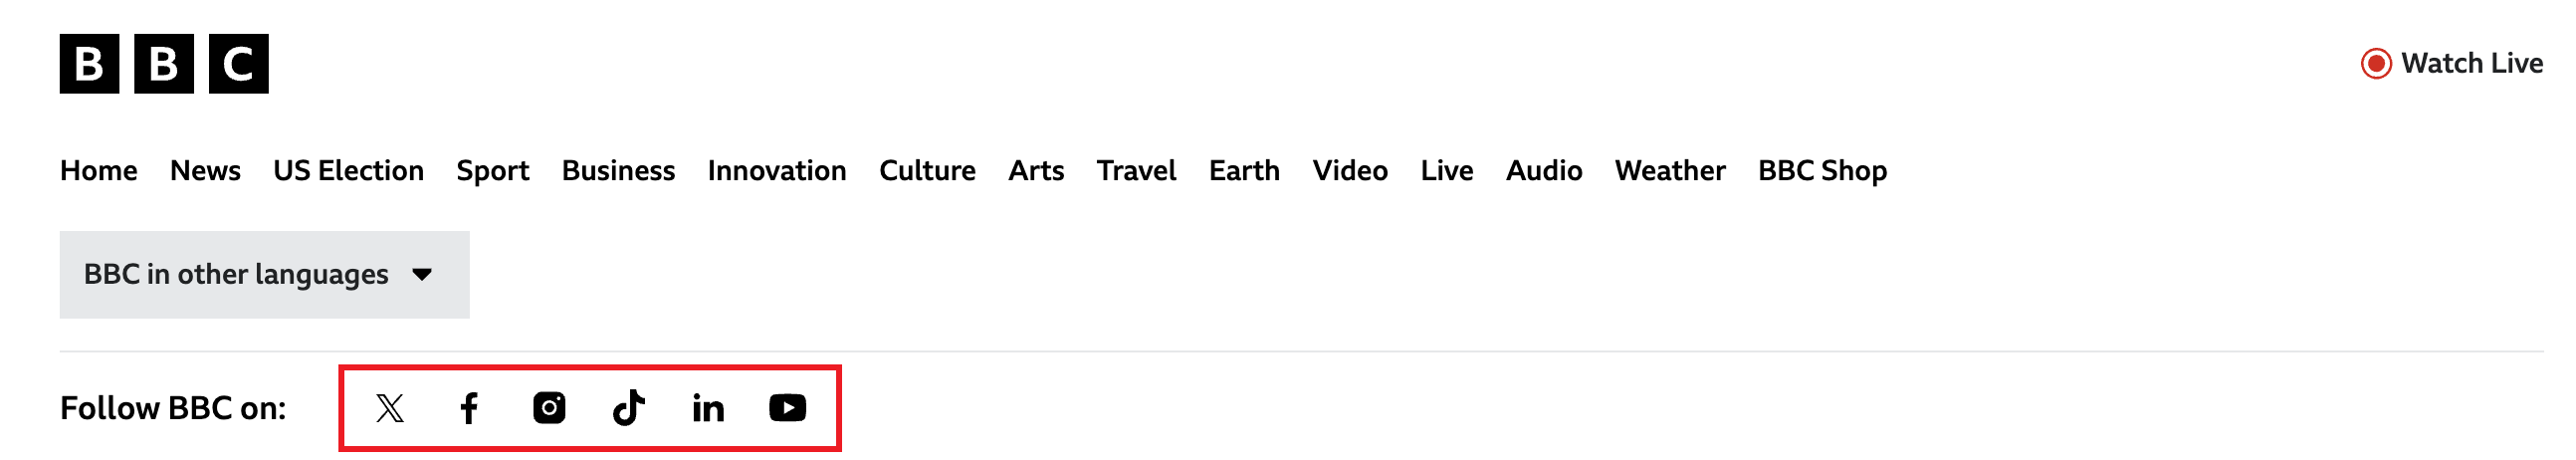 BBC
Watch Live
Home News US Election Sport Business Innovation Culture Arts Travel Earth Video Live Audio Weather BBC Shop
BBC in other languages
Follow BBC on: